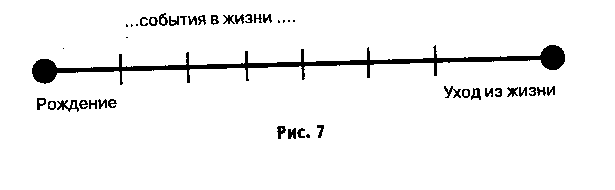 ...события в жизни ....
Рождение
Уход из жизни
Рис. 7